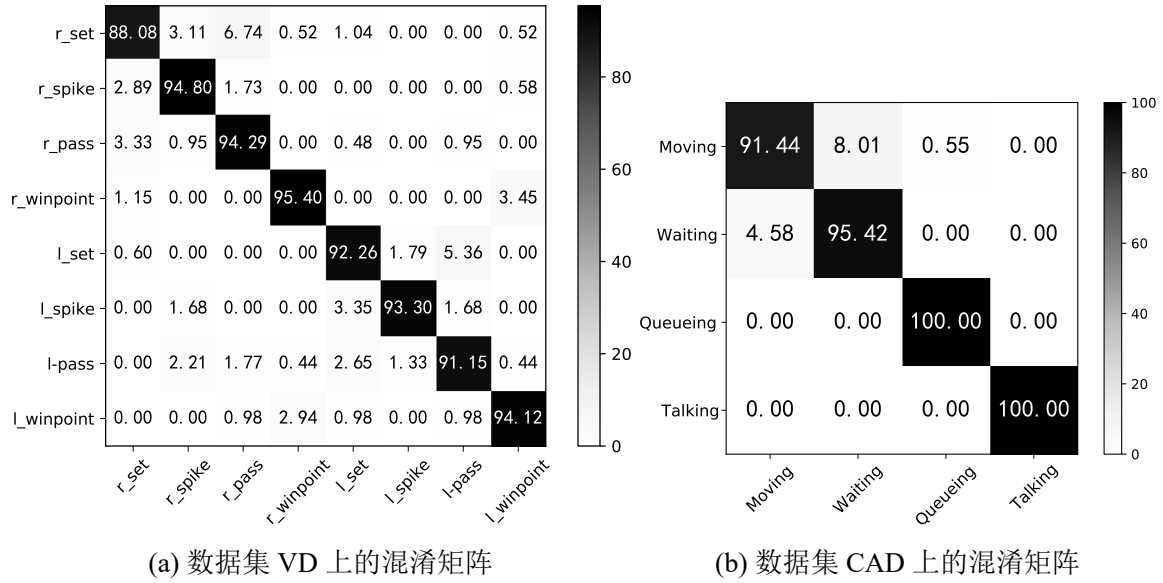 r_set 88.08 3.11 6.74 0.52 1.04 0.00 0.00 0.52
r_spike 2.89 94.80 1.73 0.00 0.00 0.00 0.00 0.58
r_pass 3.33 0.95 94.29 0.00 0.48 0.00 0.95 0.00
r_winpoint 1.15 0.00 0.00 95.40 0.00 0.00 0.00 3.45
l_set 0.60 0.00 0.00 0.00 92.26 1.79 5.36 0.00
l_spike 0.00 1.68 0.00 0.00 3.35 93.30 1.68 0.00
l-pass 0.00 2.21 1.77 0.44 2.65 1.33 91.15 0.44
l_winpoint 0.00 0.00 0.98 2.94 0.98 0.00 0.98 94.12
r_set r_spike r_pass r_winpoint l_set l_spike l-pass l_winpoint
80
60
40
20
0
(a) 数据集 VD 上的混淆矩阵
Moving 91.44 8.01 0.55 0.00
Waiting 4.58 95.42 0.00 0.00
Queueing 0.00 0.00 100.00 0.00
Talking 0.00 0.00 0.00 100.00
Moving Waiting Queueing Talking
100
80
60
40
20
0
(b) 数据集 CAD 上的混淆矩阵